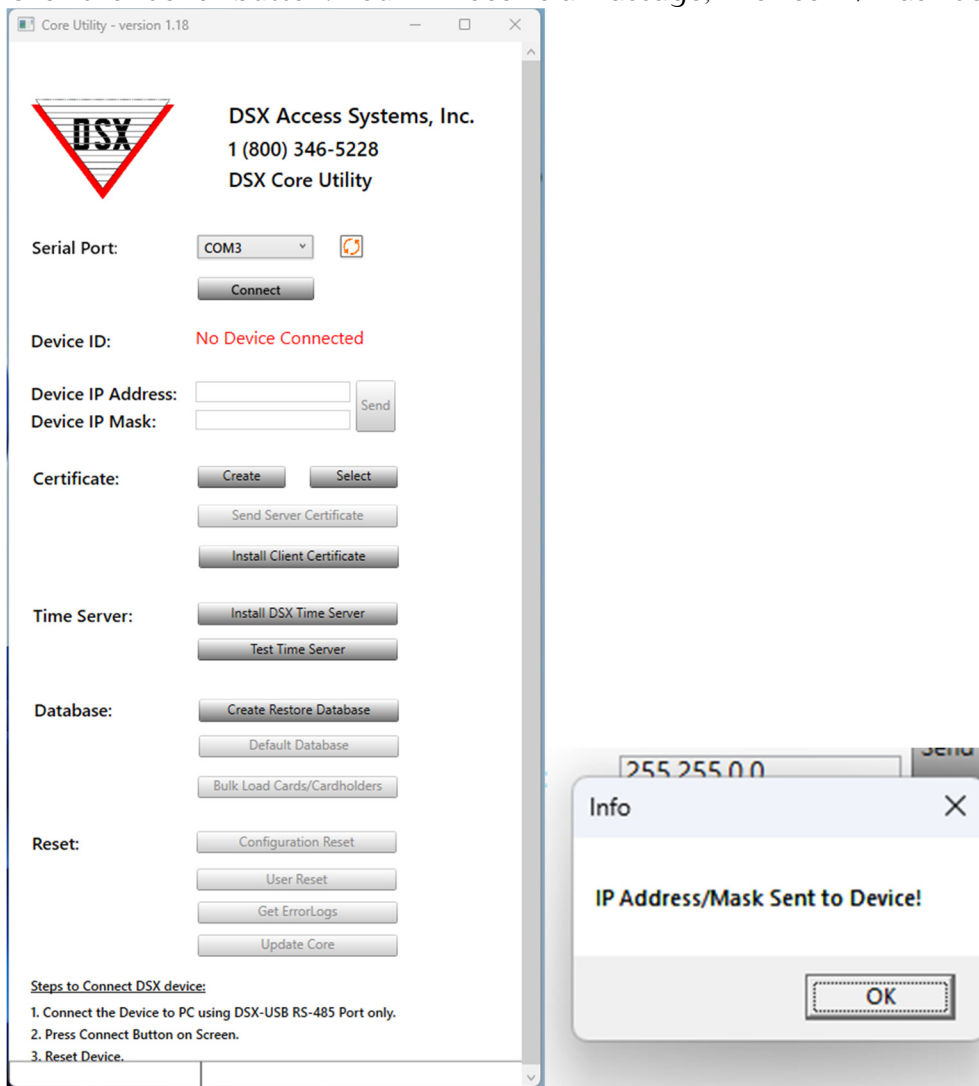 Core Utility - version 1.18
DSX
DSX Access Systems, Inc.
1 (800) 346-5228
DSX Core Utility
Serial Port:
COM3
Connect
Device ID:
No Device Connected
Device IP Address:
Send
Device IP Mask:
Certificate:
Create
Select
Send Server Certificate
Install Client Certificate
Time Server:
Install DSX Time Server
Test Time Server
Database:
Create Restore Database
Default Database
Bulk Load Cards/Cardholders
Reset:
Configuration Reset
User Reset
Get ErrorLogs
Update Core
Steps to Connect DSX device:
1. Connect the Device to PC using DSX-USB RS-485 Port only.
2. Press Connect Button on Screen.
3. Reset Device.
255.255.0.0
Send
Info
IP Address/Mask Sent to Device!
OK